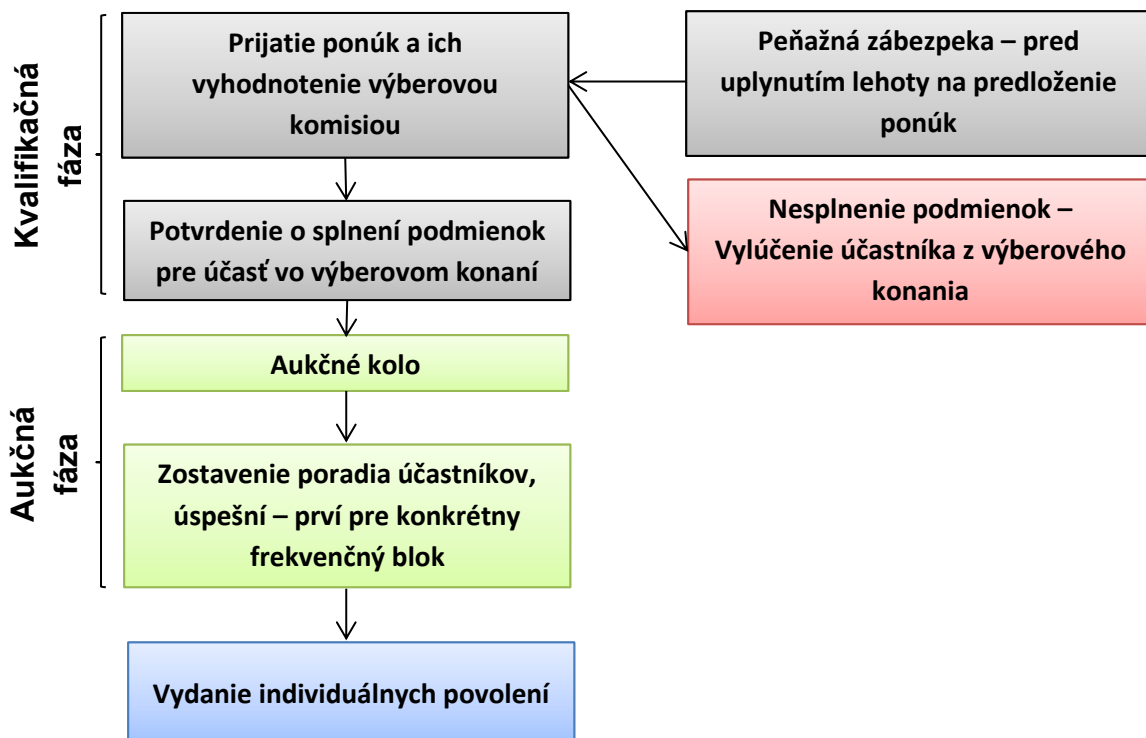 Kvalifikačná
fáza
Prijatie ponúk a ich
vyhodnotenie výberovou
komisiou
Peňažná zábezpeka – pred
uplynutím lehoty na predloženie
ponúk
Nesplnenie podmienok –
Vylúčenie účastníka z výberového
konania
Potvrdenie o splnení podmienok
pre účasť vo výberovom konaní
Aukčná
fáza
Aukčné kolo
Zostavenie poradia účastníkov,
úspešní – prví pre konkrétny
frekvenčný blok
Vydanie individuálnych povolení